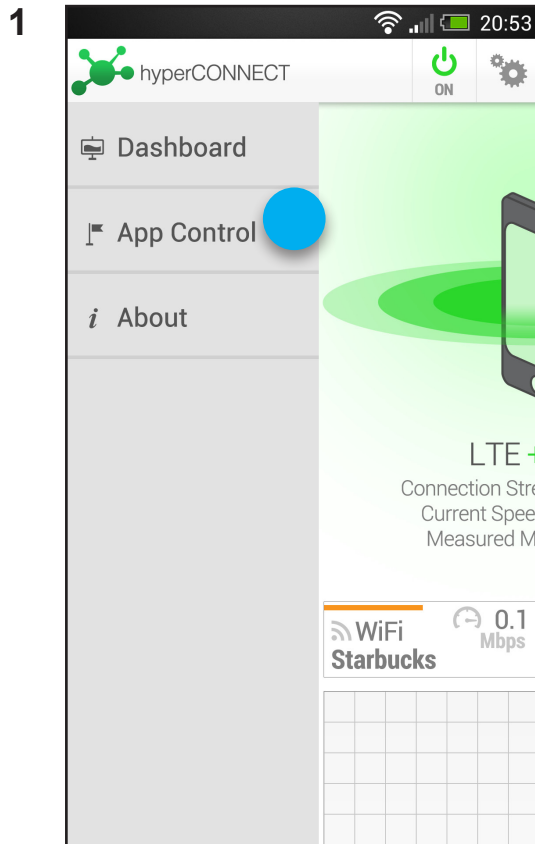 1
20:53
hyperCONNECT
ON
Dashboard
App Control
i About
LTE +
Connection Stre
Current Spee
Measured M
WiFi
0.1
Mbps
Starbucks